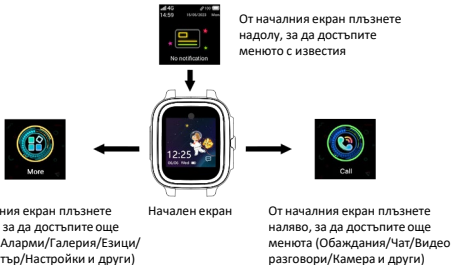 4G
100
14:59
No notification
От началния екран плъзнете
надолу, за да достъпите
менюто с известия
12:25
More
Call
ния екран плъзнете
за да достъпите още
Аларми/Галерия/Езици/
тър/Настройки и други)
Начален екран
От началния екран плъзнете
наляво, за да достъпите още
менюта (Обаждания/Чат/Видео
разговори/Камера и други)